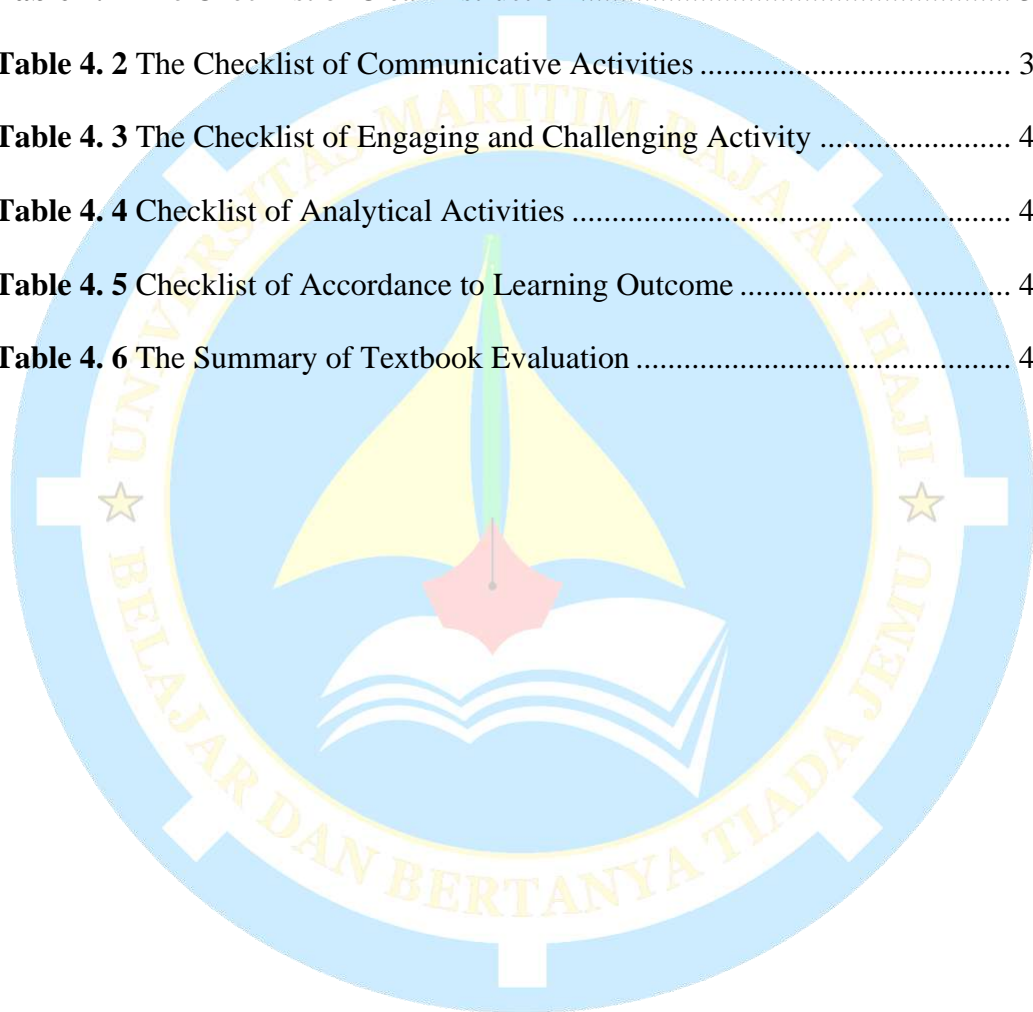 Table 4. 2 The Checklist of Communicative Activities .................................... 3
Table 4. 3 The Checklist of Engaging and Challenging Activity ...................... 4
Table 4. 4 Checklist of Analytical Activities .................................................. 4
Table 4. 5 Checklist of Accordance to Learning Outcome ............................... 4
Table 4. 6 The Summary of Textbook Evaluation ........................................... 4
UNIVERSITAS MARITIM RAJA ALI HAJI
BELAJAR DAN BERTANYA TIADA JEMU